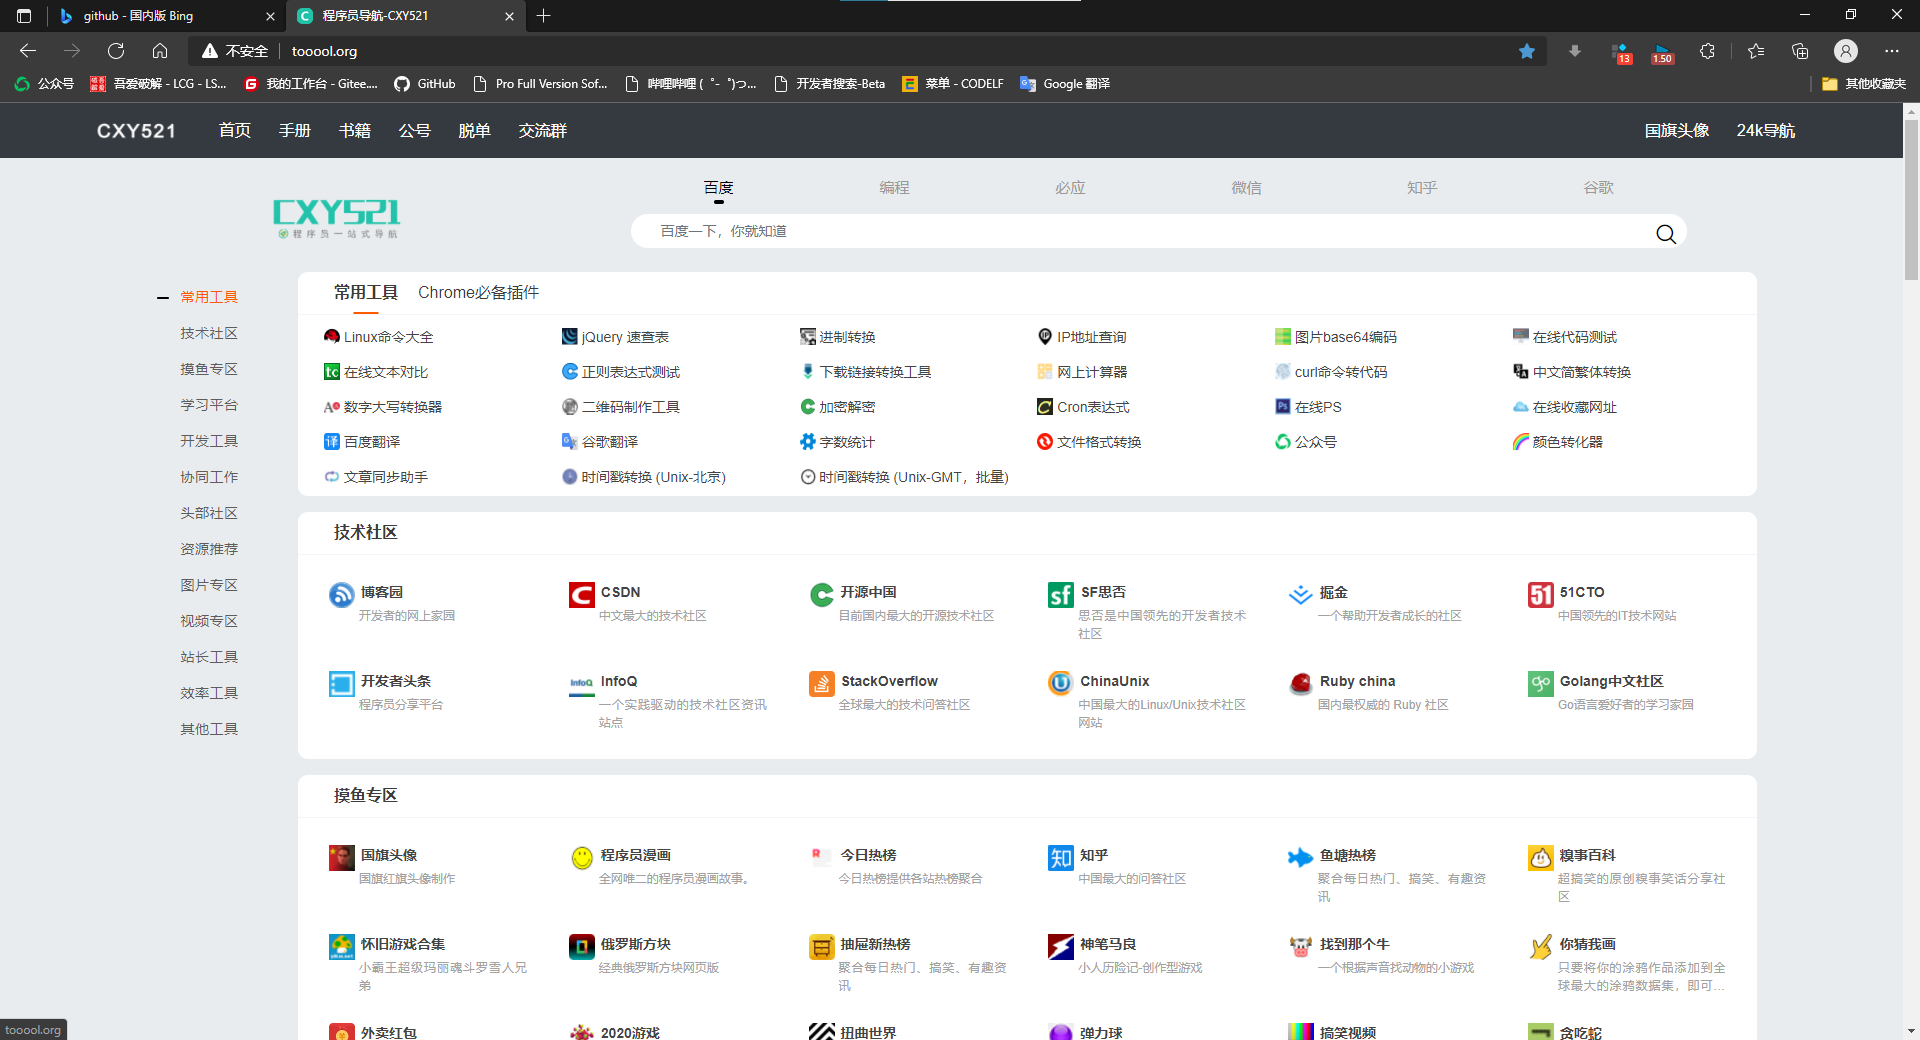 github - 国内版 Bing
程序员导航-CXY521
不安全 tooool.org
13
1.50
公众号
吾爱破解 - LCG - LS...
我的工作台 - Gitee....
GitHub
Pro Full Version Sof...
哔哩哔哩 (゜-゜)つ...
开发者搜索-Beta
菜单 - CODELF
Google 翻译
其他收藏夹
CXY521 首页 手册 书籍 公号 脱单 交流群 国旗头像 24k导航
百度 编程 必应 微信 知乎 谷歌
CXY521
程序员一站式导航
百度一下，你就知道
常用工具
技术社区
摸鱼专区
学习平台
开发工具
协同工作
头部社区
资源推荐
图片专区
视频专区
站长工具
效率工具
其他工具
常用工具 Chrome必备插件
Linux命令大全 jQuery 速查表 进制转换 IP地址查询 图片base64编码 在线代码测试
在线文本对比 正则表达式测试 下载链接转换工具 网上计算器 curl命令转代码 中文简繁体转换
数字大写转换器 二维码制作工具 加密解密 Cron表达式 在线PS 在线收藏网址
百度翻译 谷歌翻译 字数统计 文件格式转换 公众号 颜色转化器
文章同步助手 时间戳转换 (Unix-北京) 时间戳转换 (Unix-GMT，批量)
技术社区
博客园
开发者的网上家园
CSDN
中文最大的技术社区
开源中国
目前国内最大的开源技术社区
SF思否
思否是中国领先的开发者技术
社区
掘金
一个帮助开发者成长的社区
51CTO
中国领先的IT技术网站
开发者头条
程序员分享平台
InfoQ
一个实践驱动的技术社区资讯
站点
StackOverflow
全球最大的技术问答社区
ChinaUnix
中国最大的Linux/Unix技术社区
网站
Ruby china
国内最权威的 Ruby 社区
Golang中文社区
Go语言爱好者的学习家园
摸鱼专区
国旗头像
国旗红旗头像制作
程序员漫画
全网唯二的程序员漫画故事。
今日热榜
今日热榜提供各站热榜聚合
知乎
中国最大的问答社区
鱼塘热榜
聚合每日热门、搞笑、有趣资
讯
糗事百科
超搞笑的原创糗事笑话分享社
区
怀旧游戏合集
小霸王超级玛丽魂斗罗雪人兄
弟
俄罗斯方块
经典俄罗斯方块网页版
抽屉新热榜
聚合每日热门、搞笑、有趣资
讯
神笔马良
小人历险记-创作型游戏
找到那个牛
一个根据声音找动物的小游戏
你猜我画
只要将你的涂鸦作品添加到全
球最大的涂鸦数据集，即可...
外卖红包
2020游戏
扭曲世界
弹力球
搞笑视频
贪吃蛇
tooool.org